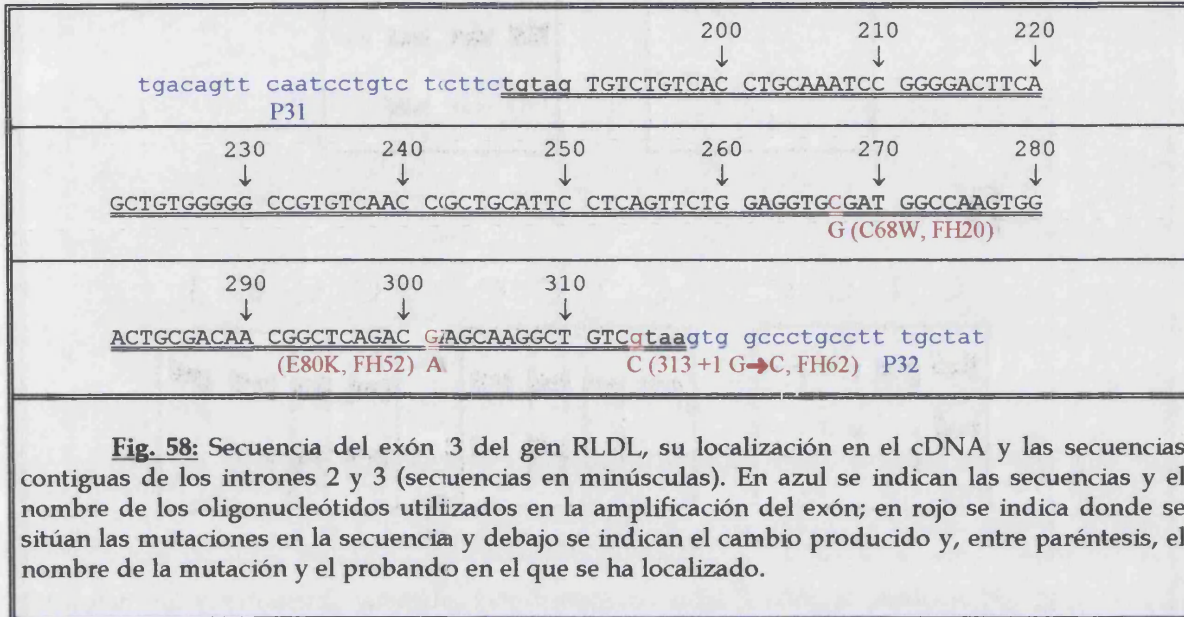 200 210 220
↓ ↓ ↓
tgacagtt caatcctgtc tcttctgtag TGTCTGTCAC CTGCAAATCC GGGGACTTCA
P31
230 240 250 260 270 280
↓ ↓ ↓ ↓ ↓ ↓
GCTGTGGGGG CCGTGTCAAC CGCTGCATTC CTCAGTTCTG GAGGTGCGAT GGCCAAGTGG
G (C68W, FH20)
290 300 310
↓ ↓ ↓
ACTGCGACAA CGGCTCAGAC GAGCAAGGCT GTCgtaagtg gccctgcctt tgctat
(E80K, FH52) A C (313 +1 G➔C, FH62) P32
Fig. 58: Secuencia del exón 3 del gen RLDL, su localización en el cDNA y las secuencias
contiguas de los intrones 2 y 3 (secuencias en minúsculas). En azul se indican las secuencias y el
nombre de los oligonucleótidos utilizados en la amplificación del exón; en rojo se indica donde se
sitúan las mutaciones en la secuencia y debajo se indican el cambio producido y, entre paréntesis, el
nombre de la mutación y el probando en el que se ha localizado.